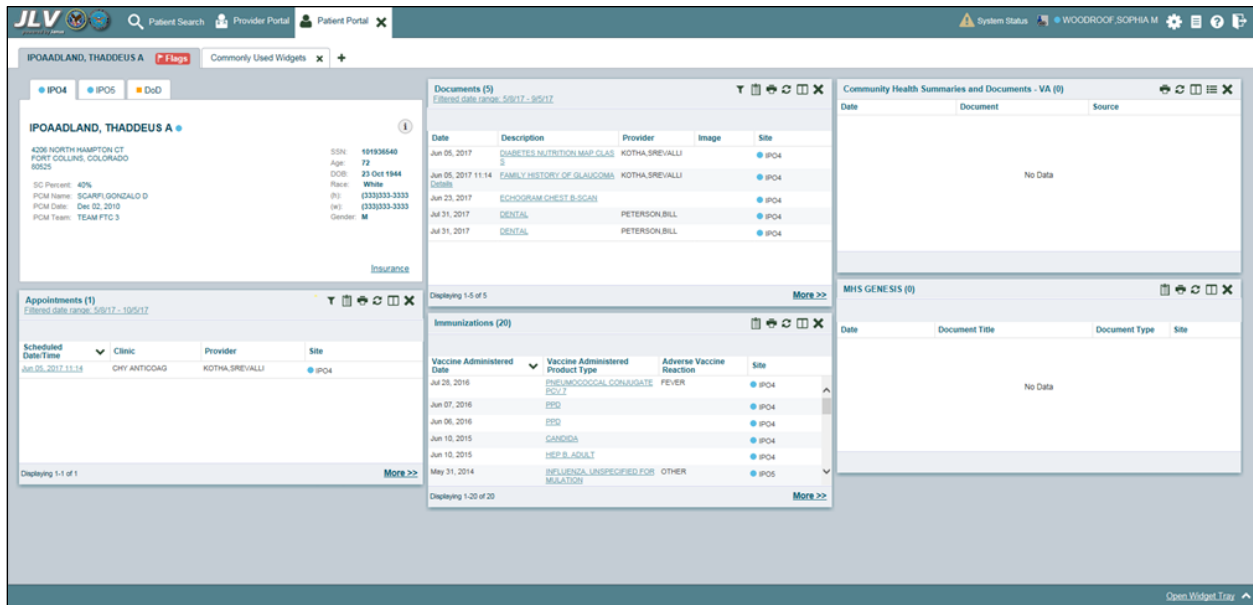 JLV Patient Search Provider Portal Patient Portal System Status WOODROOF,SOPHIA M
IPOAADLAND, THADDEUS A Flags Commonly Used Widgets
IPO4 IPO5 DoD
IPOAADLAND, THADDEUS A
4206 NORTH HAMPTON CT
FORT COLLINS, COLORADO
80525
SC Percent: 40%
PCM Name: SCARFI,GONZALO D
PCM Date: Dec 02, 2010
PCM Team: TEAM FTC 3
SSN: 101936540
Age: 72
DOB: 23 Oct 1944
Race: White
(h): (333)333-3333
(w): (333)333-3333
Gender: M
Insurance
Appointments (1)
Filtered date range: 5/8/17 - 10/5/17
Scheduled Date/Time Clinic Provider Site
Jun 05, 2017 11:14 CHY ANTICOAG KOTHA,SREVALLI IPO4
Displaying 1-1 of 1 More >>
Documents (5)
Filtered date range: 5/8/17 - 9/5/17
Date Description Provider Image Site
Jun 05, 2017 DIABETES NUTRITION MAP CLAS KOTHA,SREVALLI IPO4
S
Jun 05, 2017 11:14 FAMILY HISTORY OF GLAUCOMA KOTHA,SREVALLI IPO4
Details
Jun 23, 2017 ECHOGRAM CHEST B-SCAN IPO4
Jul 31, 2017 DENTAL PETERSON,BILL IPO4
Jul 31, 2017 DENTAL PETERSON,BILL IPO4
Displaying 1-5 of 5 More >>
Immunizations (20)
Vaccine Administered Vaccine Administered Adverse Vaccine Site
Date Product Type Reaction
Jul 28, 2016 PNEUMOCOCCAL CONJUGATE FEVER IPO4
PCV 7
Jun 07, 2016 PPD IPO4
Jun 06, 2016 PPD IPO4
Jun 10, 2015 CANDIDA IPO4
Jun 10, 2015 HEP B, ADULT IPO4
May 31, 2014 INFLUENZA, UNSPECIFIED FOR OTHER IPO5
MULATION
Displaying 1-20 of 20 More >>
Community Health Summaries and Documents - VA (0)
Date Document Source
No Data
MHS GENESIS (0)
Date Document Title Document Type Site
No Data
Open Widget Tray